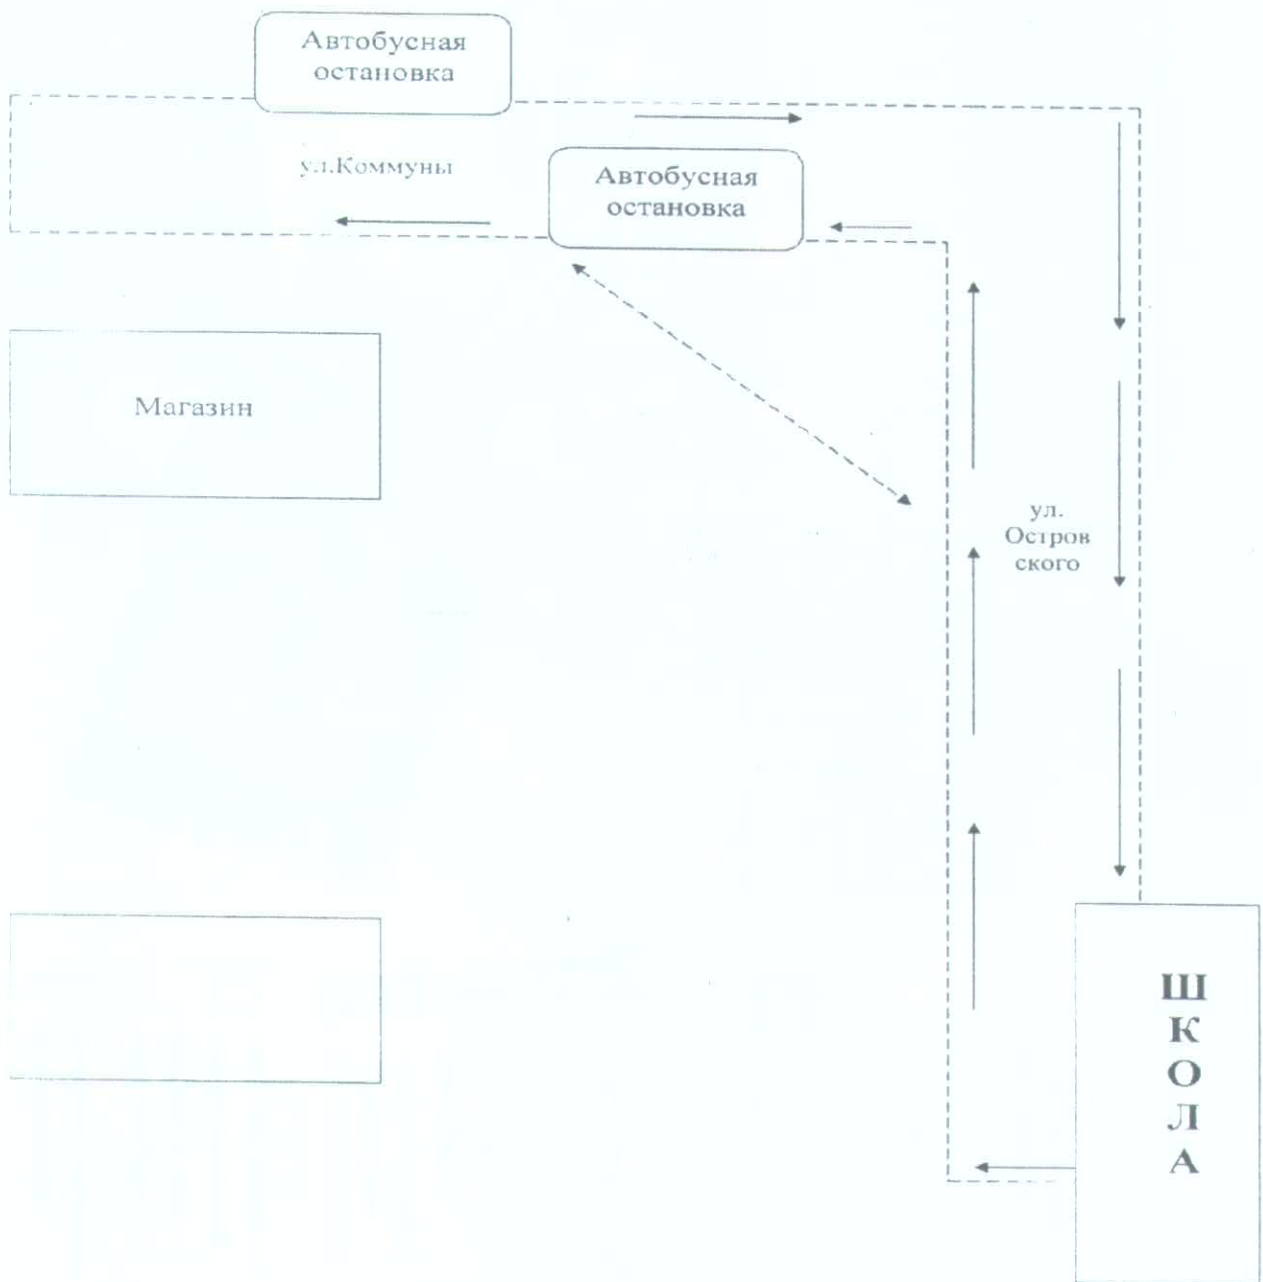 Автобусная
остановка
ул.Коммуны
Автобусная
остановка
Магазин
ул.
Остров
ского
Ш
К
О
Л
А